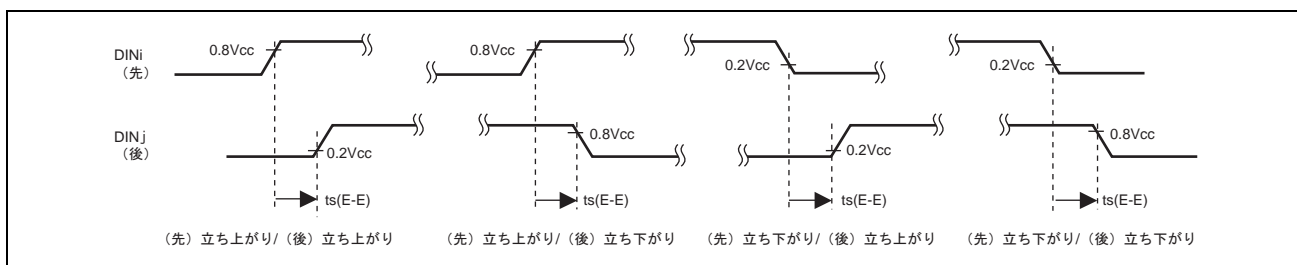 DINi
（先）
0.8Vcc
0.8Vcc
0.2Vcc
0.2Vcc
DINj
（後）
0.2Vcc
0.8Vcc
0.2Vcc
0.8Vcc
ts(E-E)
ts(E-E)
ts(E-E)
ts(E-E)
（先）立ち上がり/（後）立ち上がり
（先）立ち上がり/（後）立ち下がり
（先）立ち下がり/（後）立ち上がり
（先）立ち下がり/（後）立ち下がり